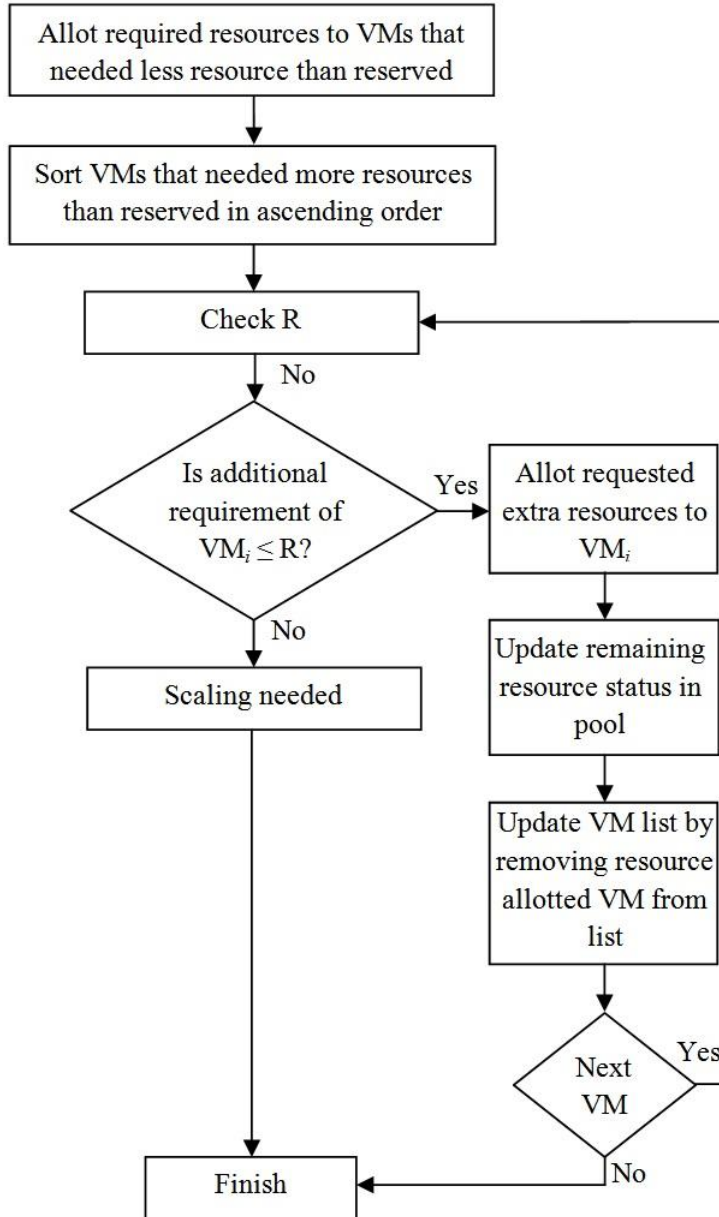 Allot required resources to VMs that
needed less resource than reserved
Sort VMs that needed more resources
than reserved in ascending order
Check R
No
Is additional
requirement of
VMi ≤ R?
Yes
Allot requested
extra resources to
VMi
No
Scaling needed
Update remaining
resource status in
pool
Update VM list by
removing resource
allotted VM from
list
Next
VM
Yes
No
Finish